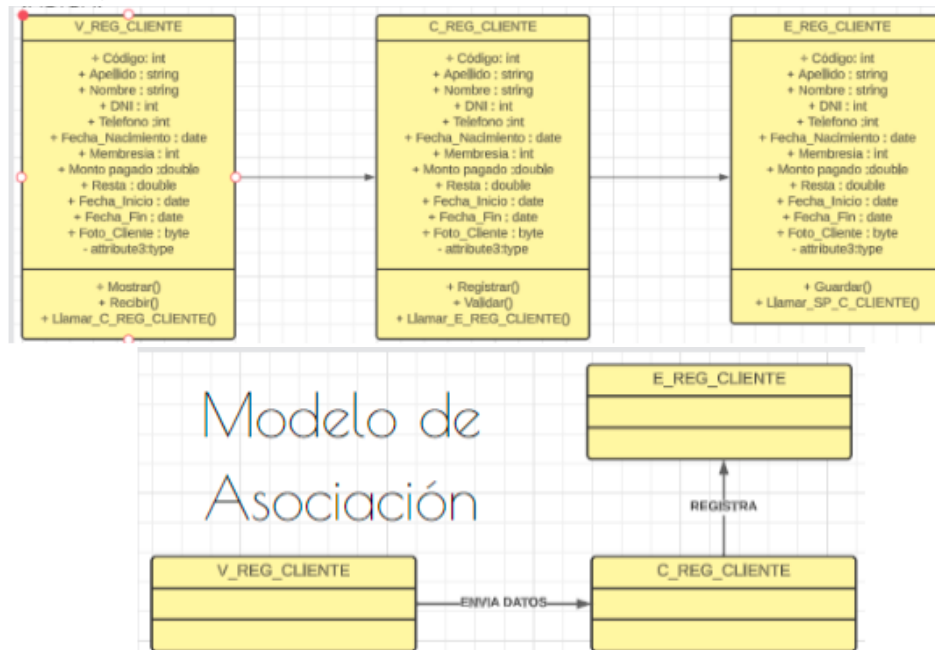 V_REG_CLIENTE
+ Código: int
+ Apellido : string
+ Nombre : string
+ DNI : int
+ Telefono :int
+ Fecha_Nacimiento : date
+ Membresia : int
+ Monto pagado :double
+ Resta : double
+ Fecha_Inicio : date
+ Fecha_Fin : date
+ Foto_Cliente : byte
- attribute3:type
+ Mostrar()
+ Recibir()
+ Llamar_C_REG_CLIENTE()
C_REG_CLIENTE
+ Código: int
+ Apellido : string
+ Nombre : string
+ DNI : int
+ Telefono :int
+ Fecha_Nacimiento : date
+ Membresia : int
+ Monto pagado :double
+ Resta : double
+ Fecha_Inicio : date
+ Fecha_Fin : date
+ Foto_Cliente : byte
- attribute3:type
+ Registrar()
+ Validar()
+ Llamar_E_REG_CLIENTE()
E_REG_CLIENTE
+ Código: int
+ Apellido : string
+ Nombre : string
+ DNI : int
+ Telefono :int
+ Fecha_Nacimiento : date
+ Membresia : int
+ Monto pagado :double
+ Resta : double
+ Fecha_Inicio : date
+ Fecha_Fin : date
+ Foto_Cliente : byte
- attribute3:type
+ Guardar()
+ Llamar_SP_C_CLIENTE()
Modelo de
Asociación
E_REG_CLIENTE
REGISTRA
V_REG_CLIENTE
ENVIA DATOS
C_REG_CLIENTE